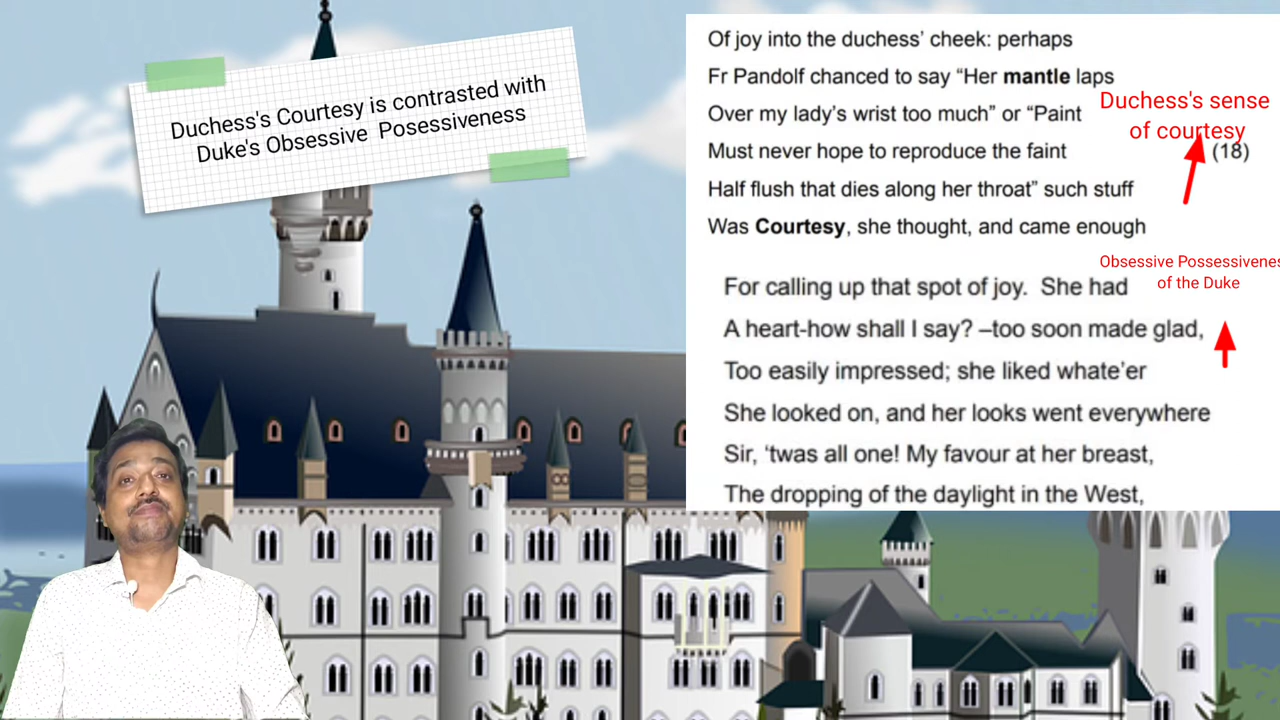 Duchess's Courtesy is contrasted with
Duke's Obsessive Posessiveness
Of joy into the duchess’ cheek: perhaps
Fr Pandolf chanced to say “Her mantle laps
Over my lady’s wrist too much” or “Paint
Must never hope to reproduce the faint
(18)
Half flush that dies along her throat” such stuff
Was Courtesy, she thought, and came enough
Duchess's sense
of courtesy
For calling up that spot of joy. She had
A heart-how shall I say? –too soon made glad,
Too easily impressed; she liked whate’er
She looked on, and her looks went everywhere
Sir, ‘twas all one! My favour at her breast,
The dropping of the daylight in the West,
Obsessive Possessivenes
of the Duke